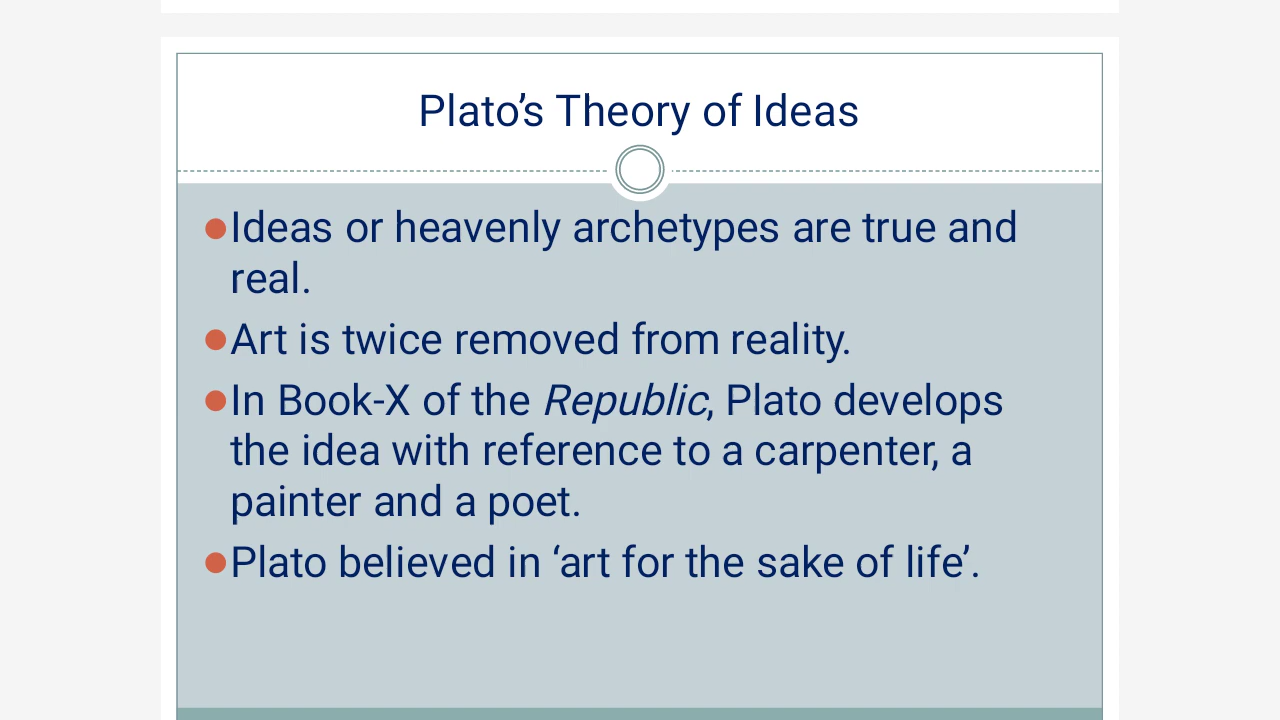 Plato’s Theory of Ideas
●Ideas or heavenly archetypes are true and
real.
●Art is twice removed from reality.
●In Book-X of the Republic, Plato develops
the idea with reference to a carpenter, a
painter and a poet.
●Plato believed in ‘art for the sake of life’.